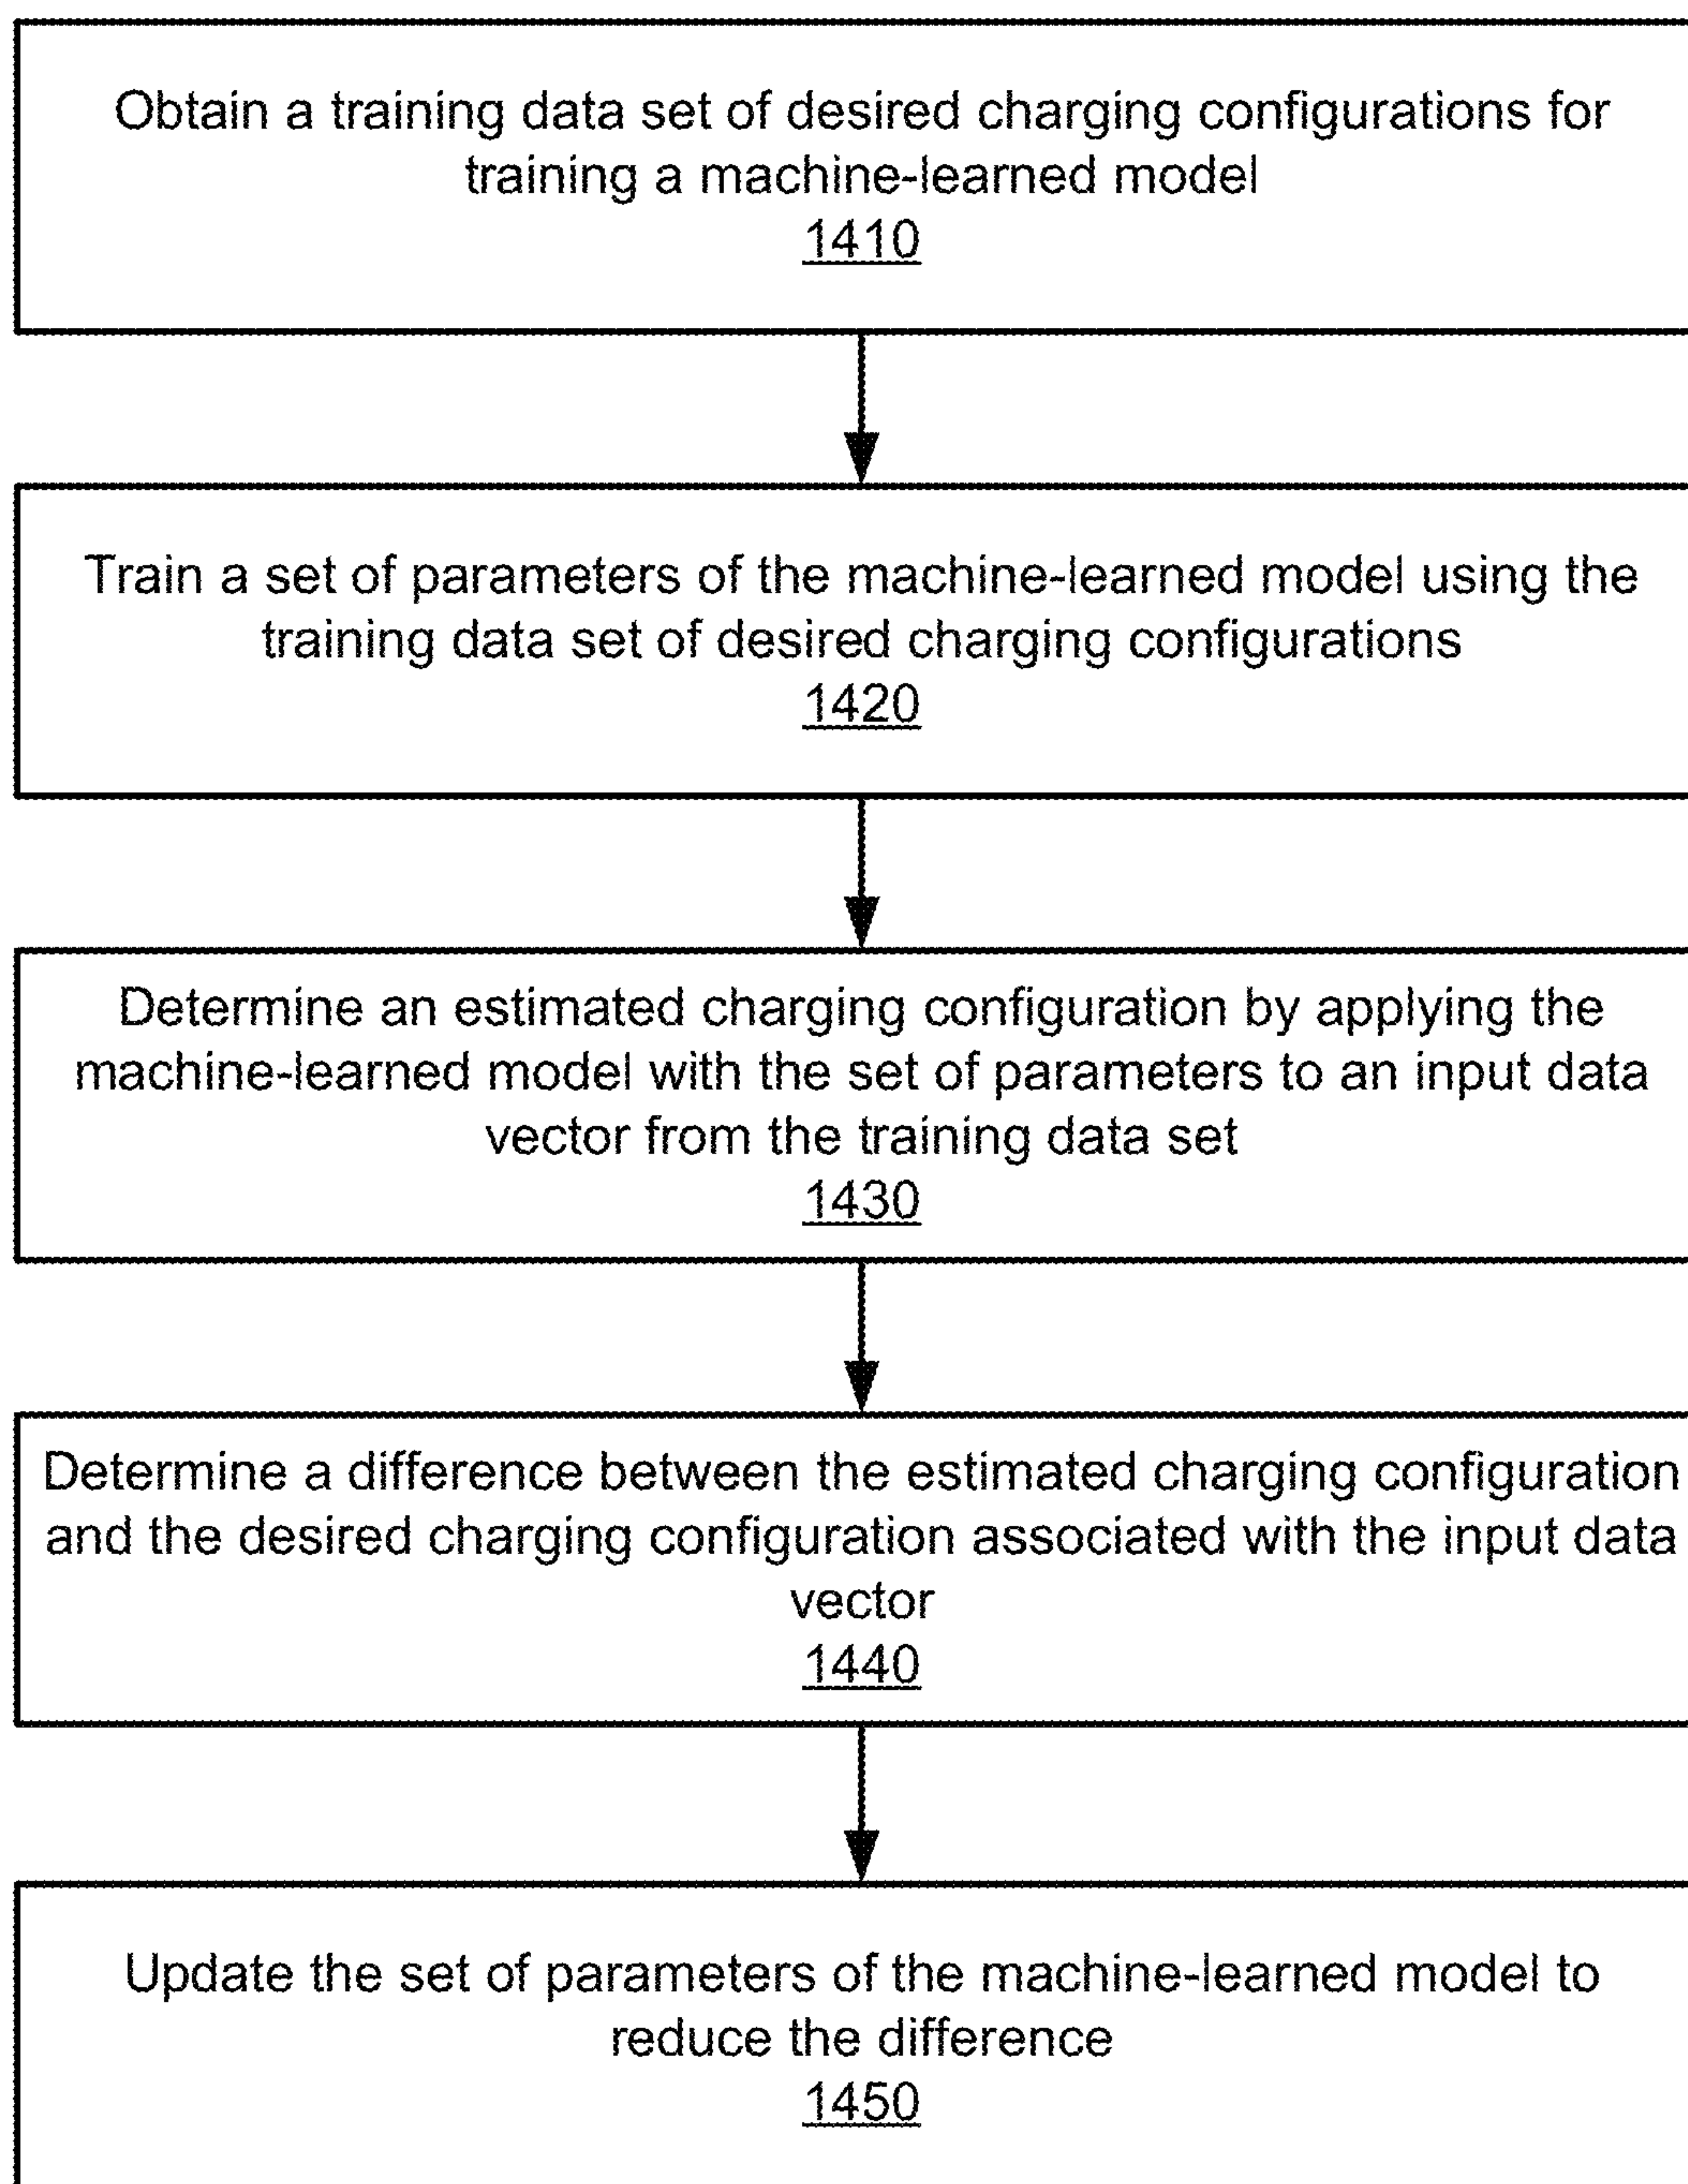 Obtain a training data set of desired charging configurations for
training a machine-learned model
1410
Train a set of parameters of the machine-learned model using the
training data set of desired charging configurations
1420
Determine an estimated charging configuration by applying the
machine-learned model with the set of parameters to an input data
vector from the training data set
1430
Determine a difference between the estimated charging configuration
and the desired charging configuration associated with the input data
vector
1440
Update the set of parameters of the machine-learned model to
reduce the difference
1450